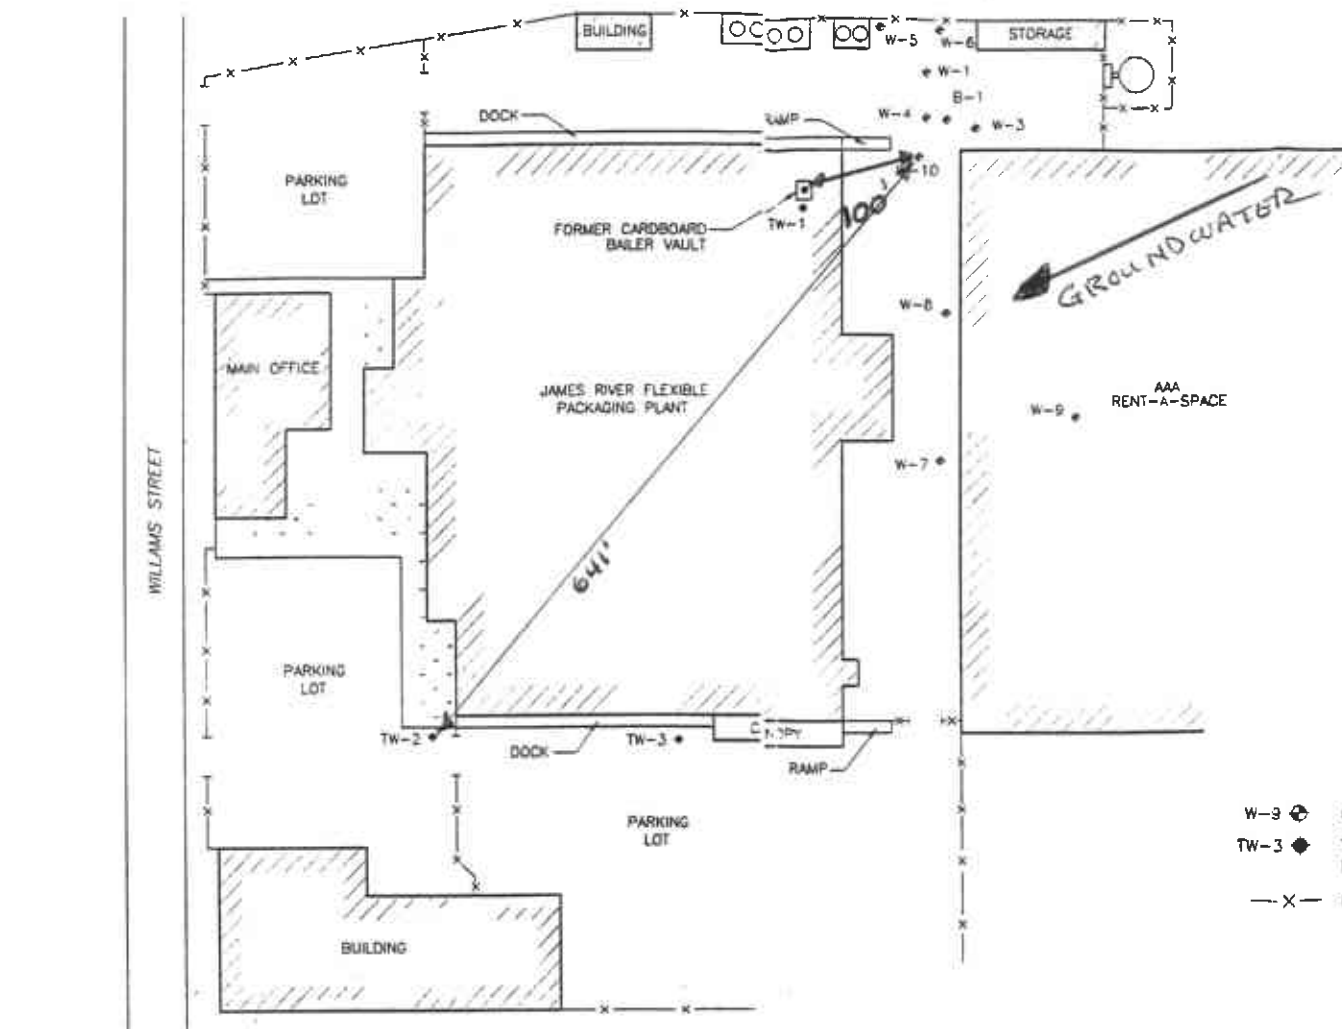 BUILDING
W-5
W-6
STORAGE
W-1
B-1
DOCK
RAMP
W-4
W-3
W-10
PARKING
LOT
100'
TW-1
FORMER CARDBOARD
BAILER VAULT
GROUNDWATER
W-8
MAIN OFFICE
JAMES RIVER FLEXIBLE
PACKAGING PLANT
AAA
RENT-A-SPACE
W-9
W-7
WILLAMS STREET
641'
PARKING
LOT
TW-2
DOCK
TW-3
RAMP
PARKING
LOT
W-9
TW-3
BUILDING